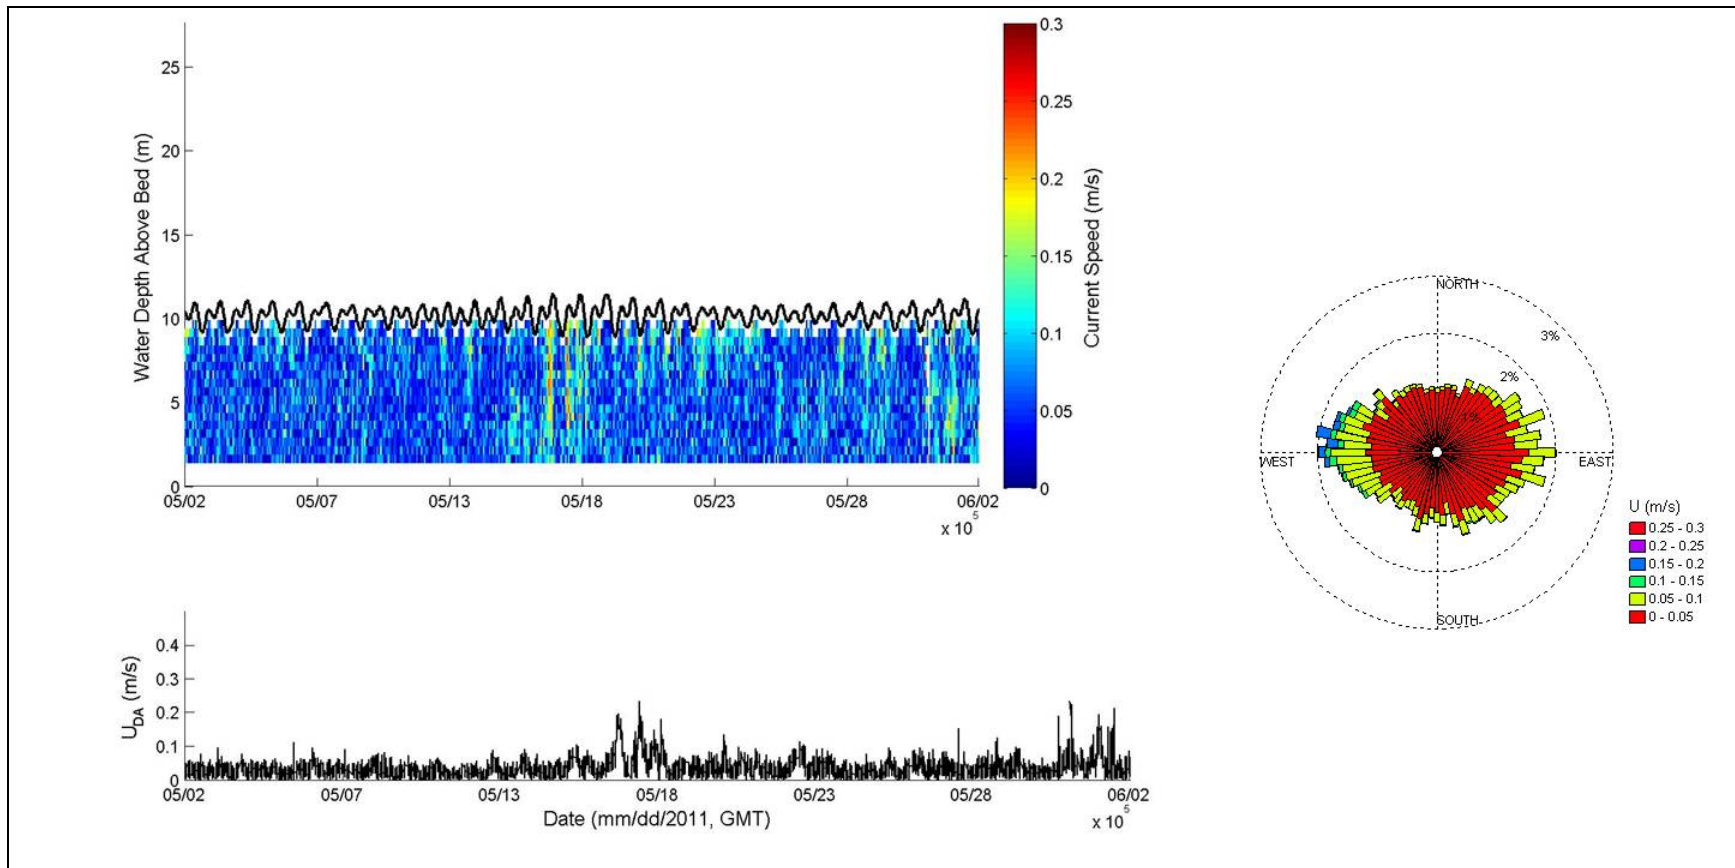 Water Depth Above Bed (m)
25
20
15
10
5
0
05/02 05/07 05/13 05/18 05/23 05/28 06/02
x 10^5
0.3
0.25
0.2
0.15
0.1
0.05
0
Current Speed (m/s)
NORTH
3%
2%
1%
WEST
EAST
SOUTH
U (m/s)
0.25 - 0.3
0.2 - 0.25
0.15 - 0.2
0.1 - 0.15
0.05 - 0.1
0 - 0.05
U_DA (m/s)
0.4
0.3
0.2
0.1
0
05/02 05/07 05/13 05/18 05/23 05/28 06/02
Date (mm/dd/2011, GMT)
x 10^5